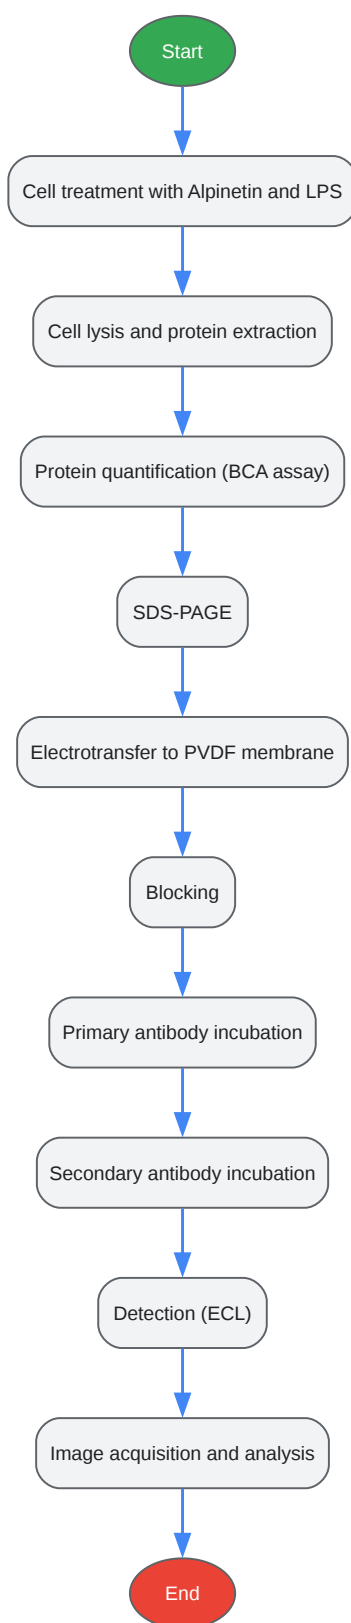 Start
Cell treatment with Alpinetin and LPS
Cell lysis and protein extraction
Protein quantification (BCA assay)
SDS-PAGE
Electrotransfer to PVDF membrane
Blocking
Primary antibody incubation
Secondary antibody incubation
Detection (ECL)
Image acquisition and analysis
End